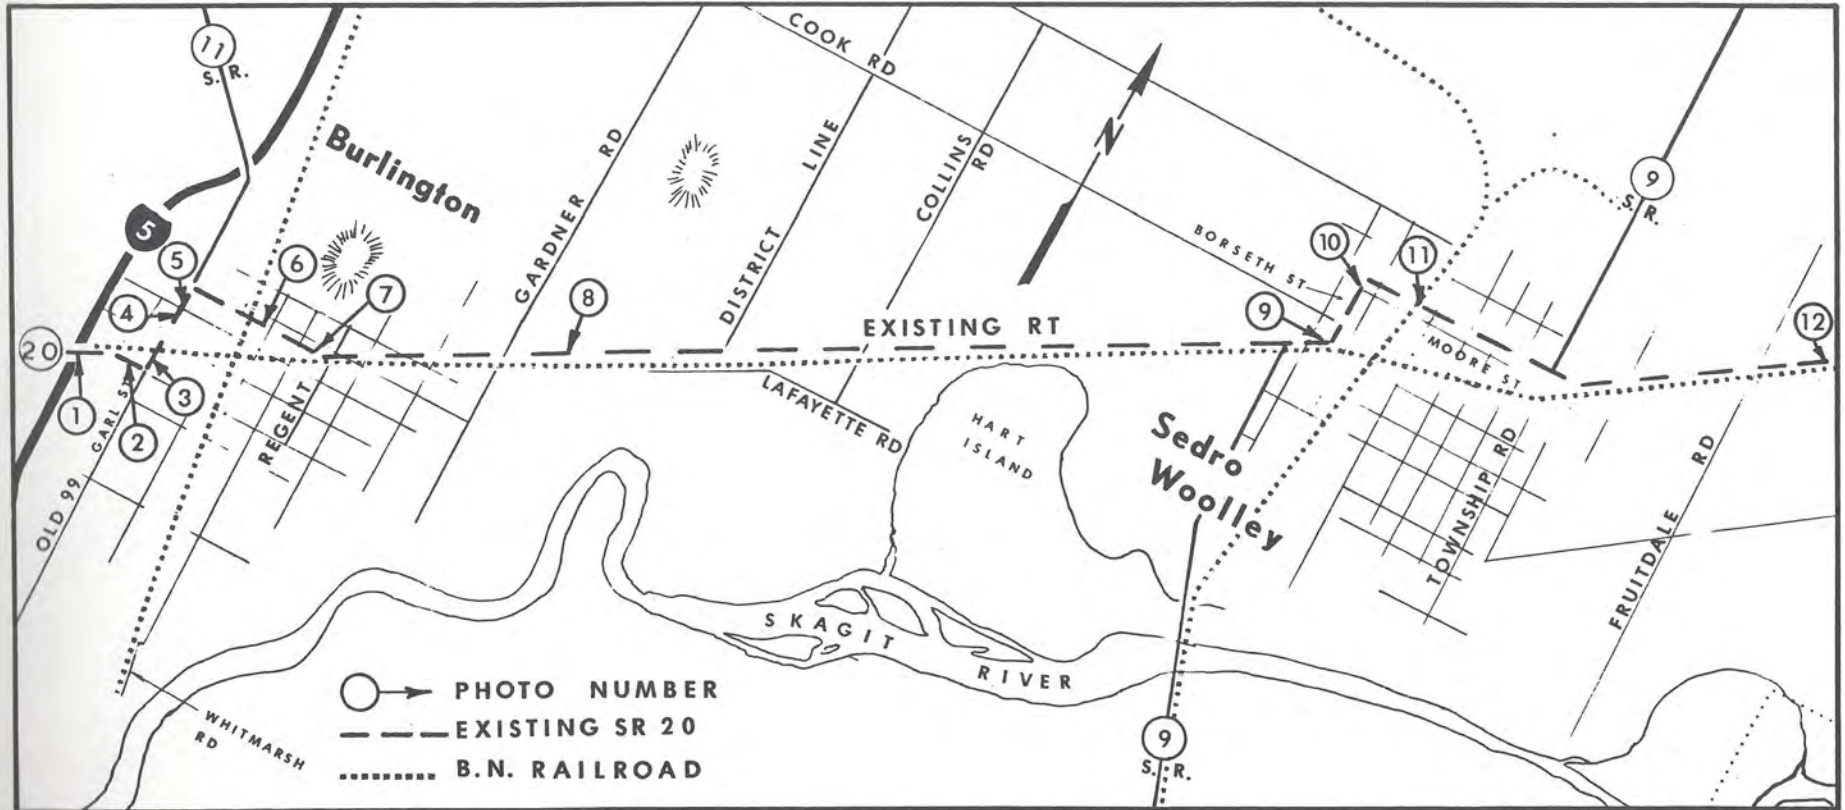 11
S. R.
COOK RD
Burlington
GARDNER RD
DISTRICT LINE
COLLINS RD
N
9
S. R.
5
BORSETH ST
10
11
5
6
7
4
8
9
12
20
EXISTING RT
MOORE ST
1
GARL ST
2
3
REGENT
LAFAYETTE RD
HART
ISLAND
Sedro
Woolley
TOWNSHIP RD
FRUITDALE RD
OLD 99
SKAGIT
RIVER
WHITMARSH
RD
9
S. R.
PHOTO NUMBER
EXISTING SR 20
B.N. RAILROAD